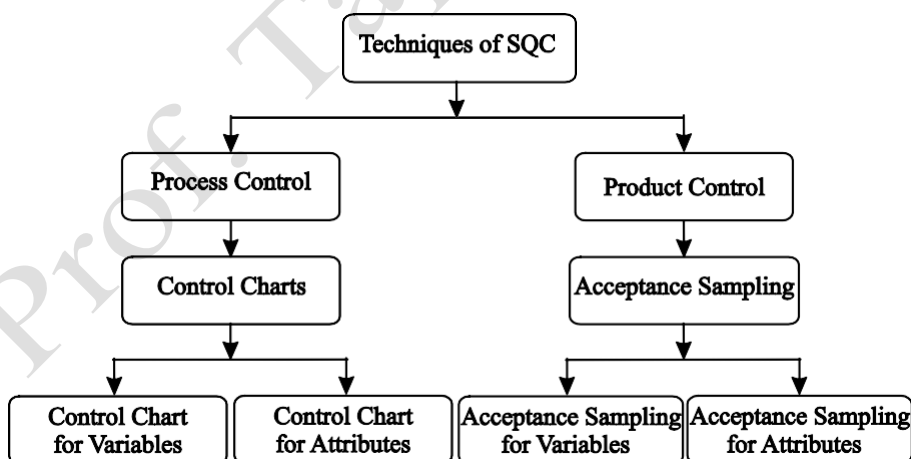 Techniques of SQC
Process Control
Product Control
Control Charts
Acceptance Sampling
Control Chart
for Variables
Control Chart
for Attributes
Acceptance Sampling
for Variables
Acceptance Sampling
for Attributes
Prof.